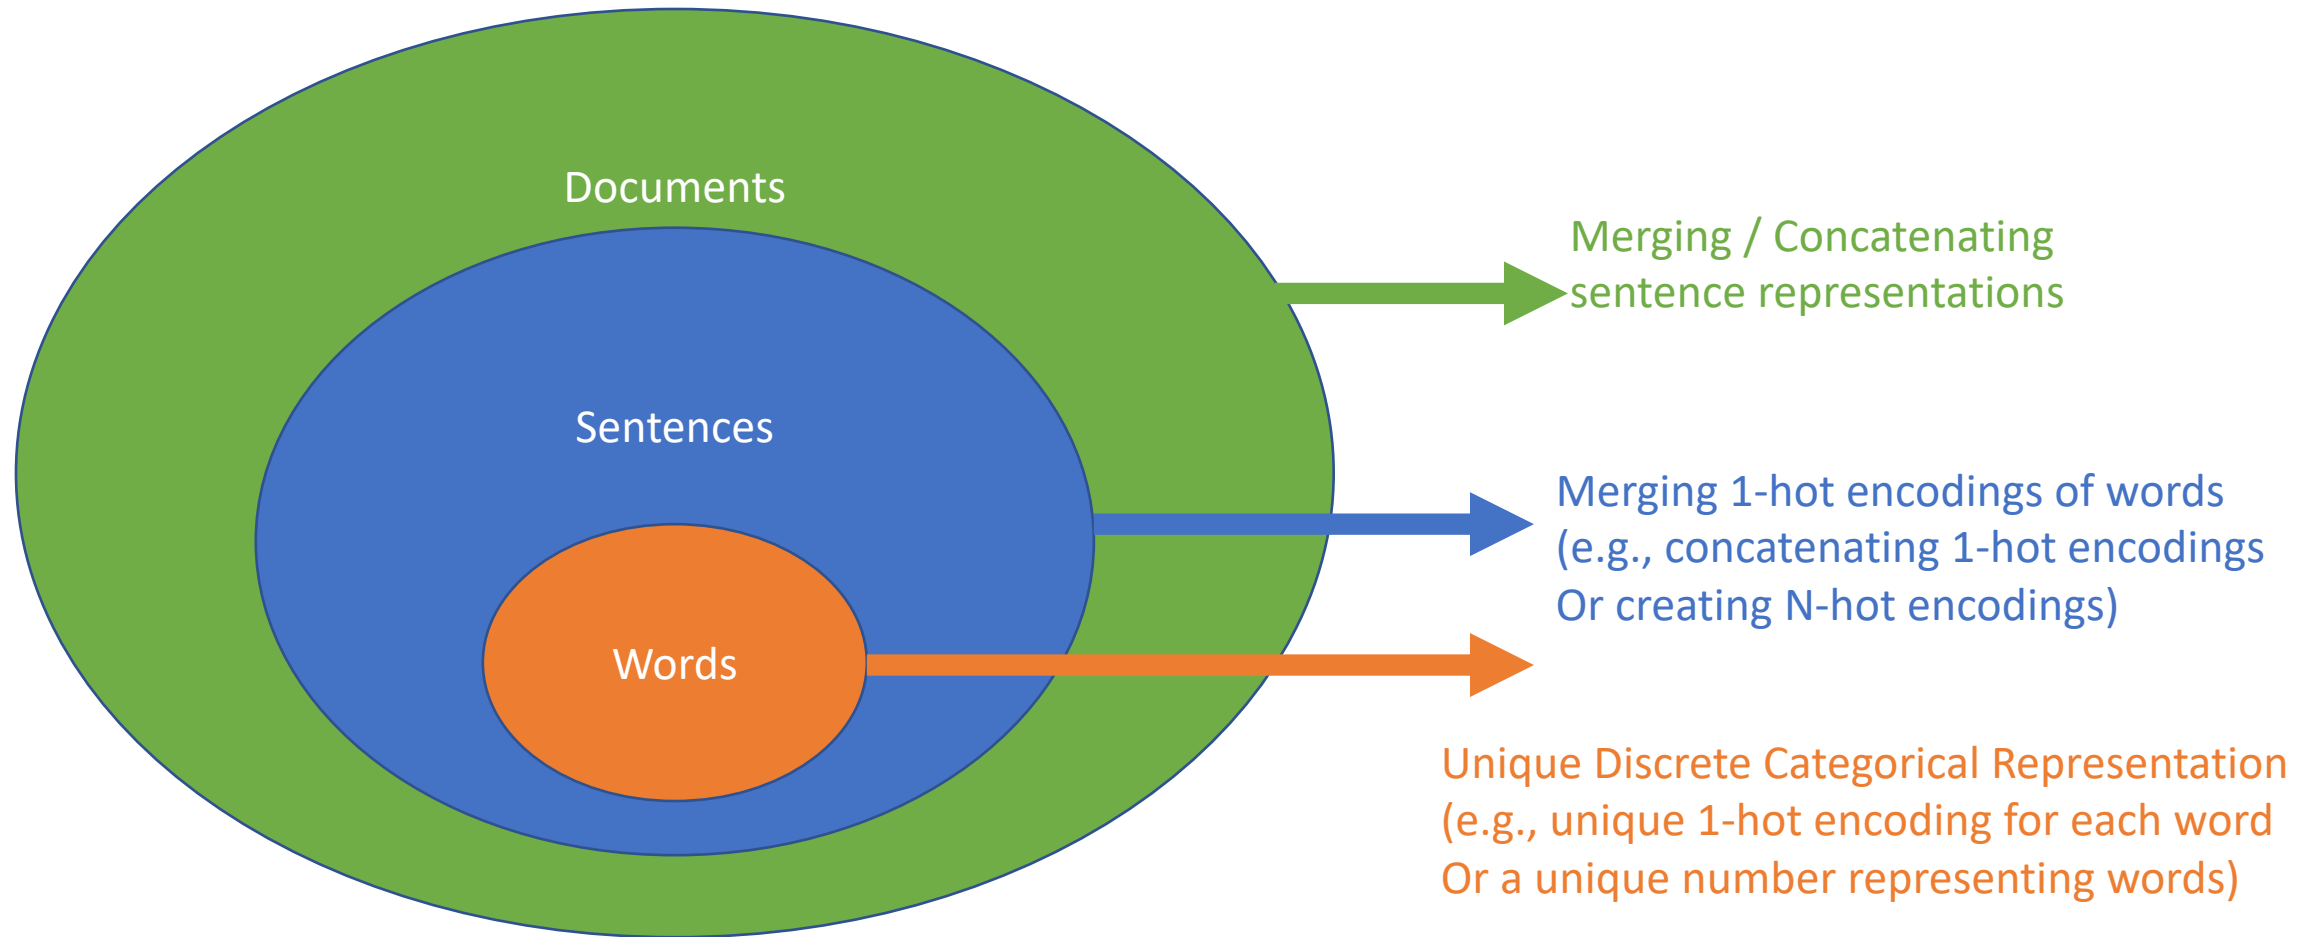 Documents
Sentences
Words
Merging / Concatenating
sentence representations
Merging 1-hot encodings of words
(e.g., concatenating 1-hot encodings
Or creating N-hot encodings)
Unique Discrete Categorical Representation
(e.g., unique 1-hot encoding for each word
Or a unique number representing words)